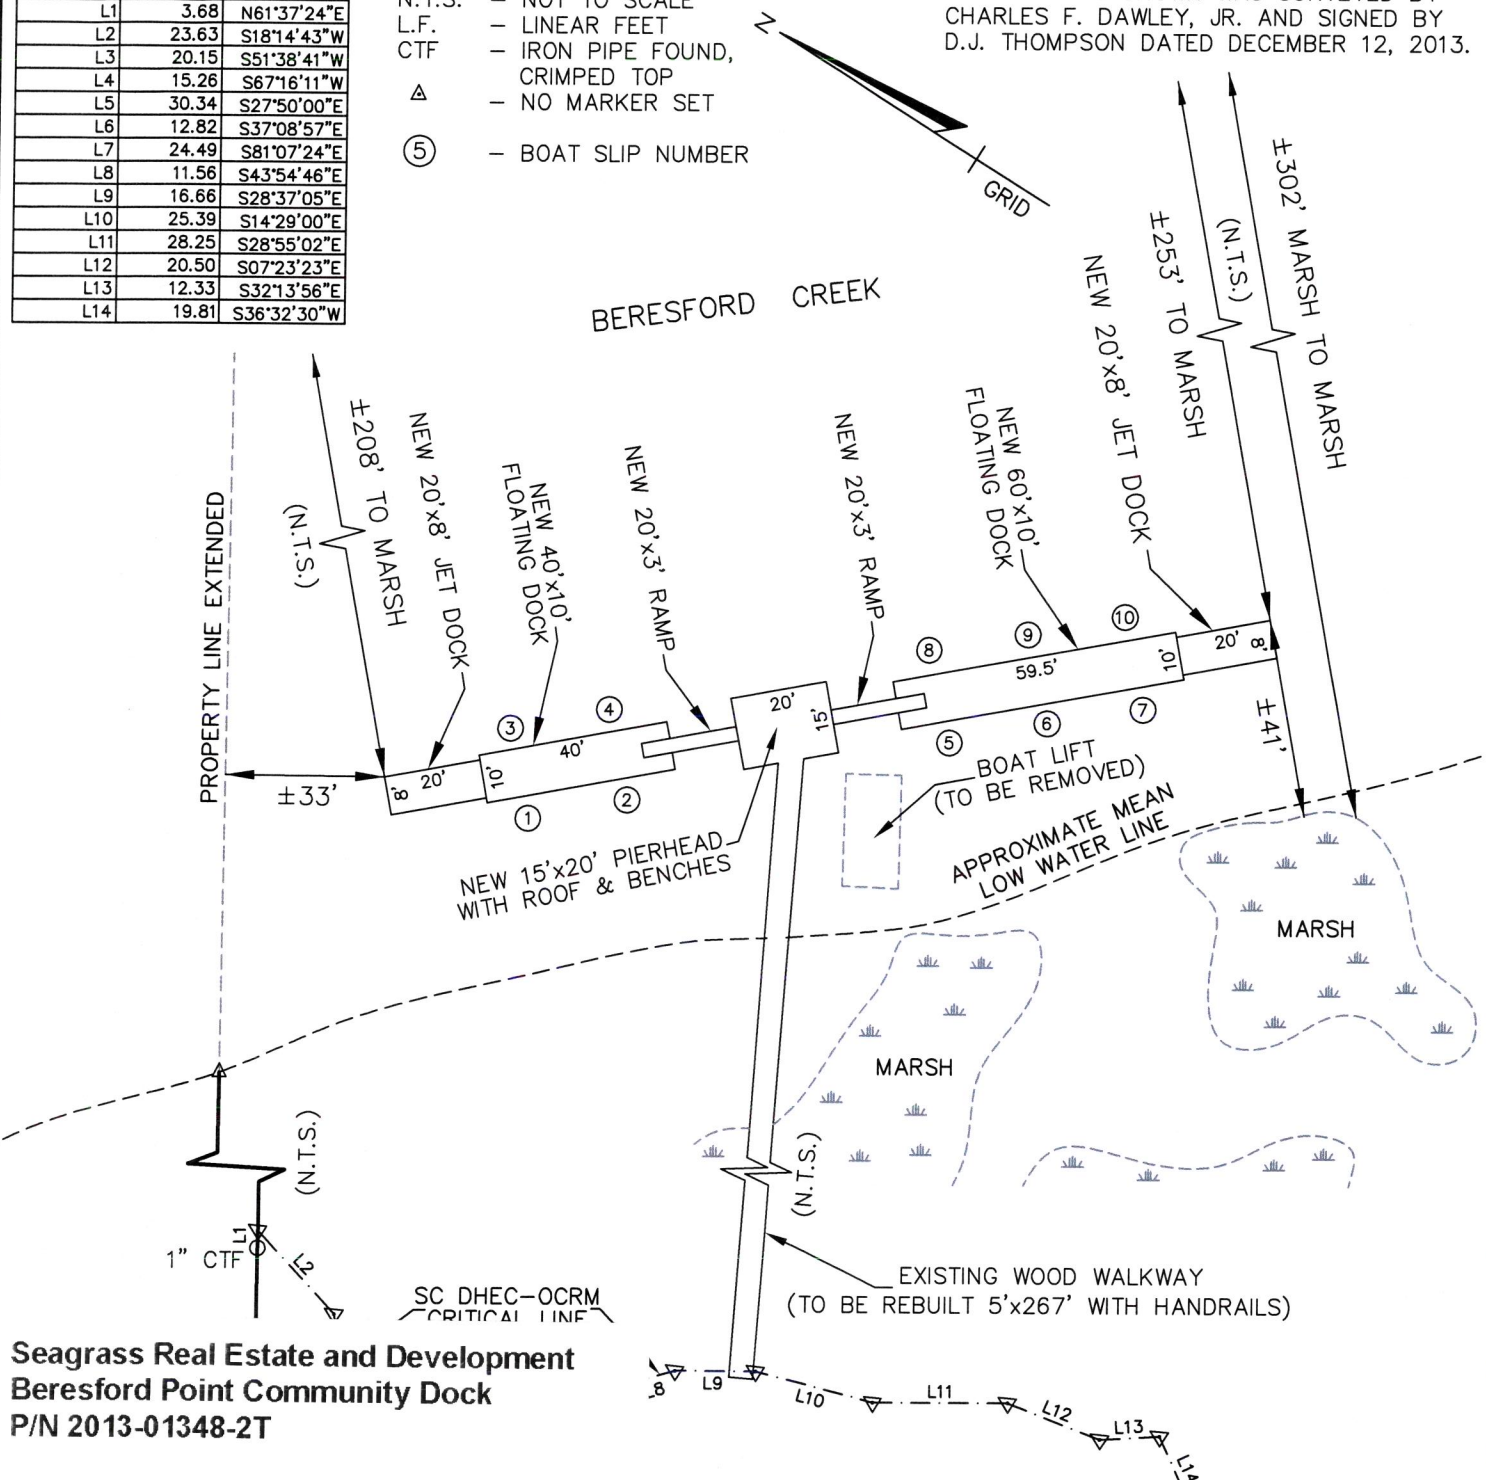 L1 3.68 N61°37'24"E
L2 23.63 S18°14'43"W
L3 20.15 S51°38'41"W
L4 15.26 S67°16'11"W
L5 30.34 S27°50'00"E
L6 12.82 S37°08'57"E
L7 24.49 S81°07'24"E
L8 11.56 S43°54'46"E
L9 16.66 S28°37'05"E
L10 25.39 S14°29'00"E
L11 28.25 S28°55'02"E
L12 20.50 S07°23'23"E
L13 12.33 S32°13'56"E
L14 19.81 S36°32'30"W
N.T.S. – NOT TO SCALE
L.F. – LINEAR FEET
CTF – IRON PIPE FOUND,
CRIMPED TOP
– NO MARKER SET
5 – BOAT SLIP NUMBER
Z
GRID
CHARLES F. DAWLEY, JR. AND SIGNED BY
D.J. THOMPSON DATED DECEMBER 12, 2013.
BERESFORD CREEK
±253' TO MARSH
(N.T.S.)
±302' MARSH TO MARSH
PROPERTY LINE EXTENDED
±208' TO MARSH
(N.T.S.)
NEW 20'x8' JET DOCK
NEW 40'x10'
FLOATING DOCK
NEW 20'x3' RAMP
NEW 20'x3' RAMP
NEW 60'x10'
FLOATING DOCK
NEW 20'x8' JET DOCK
±33'
8'
20'
10'
40'
3
4
1
2
20'
15'
8
9
10
59.5'
10'
20'
8'
5
6
7
±41'
BOAT LIFT
(TO BE REMOVED)
NEW 15'x20' PIERHEAD
WITH ROOF & BENCHES
APPROXIMATE MEAN
LOW WATER LINE
MARSH
MARSH
(N.T.S.)
(N.T.S.)
L1
1" CTF
L2
SC DHEC-OCRM
CRITICAL LINE
EXISTING WOOD WALKWAY
(TO BE REBUILT 5'x267' WITH HANDRAILS)
Seagrass Real Estate and Development
Beresford Point Community Dock
P/N 2013-01348-2T
8
L9
L10
L11
L12
L13
L14